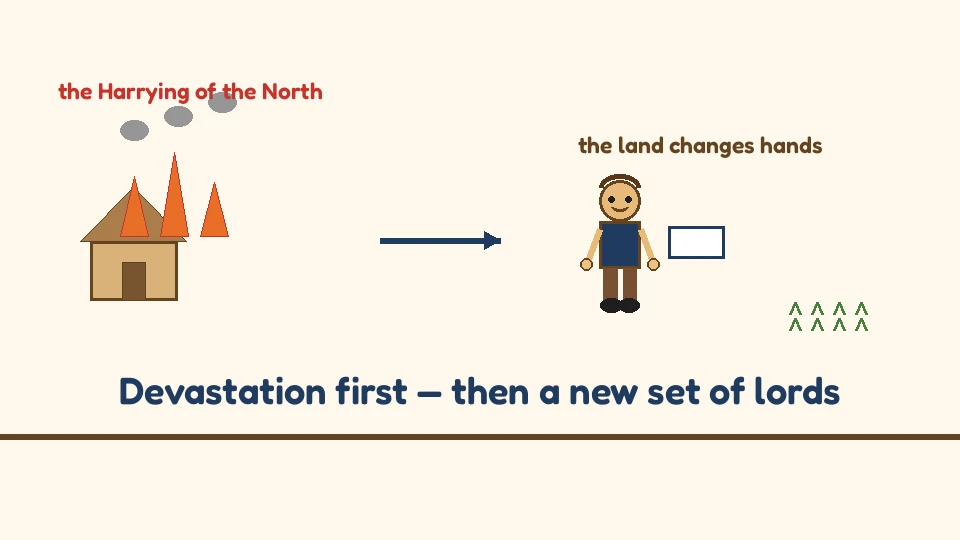 the Harrying of the North
the land changes hands
Devastation first — then a new set of lords